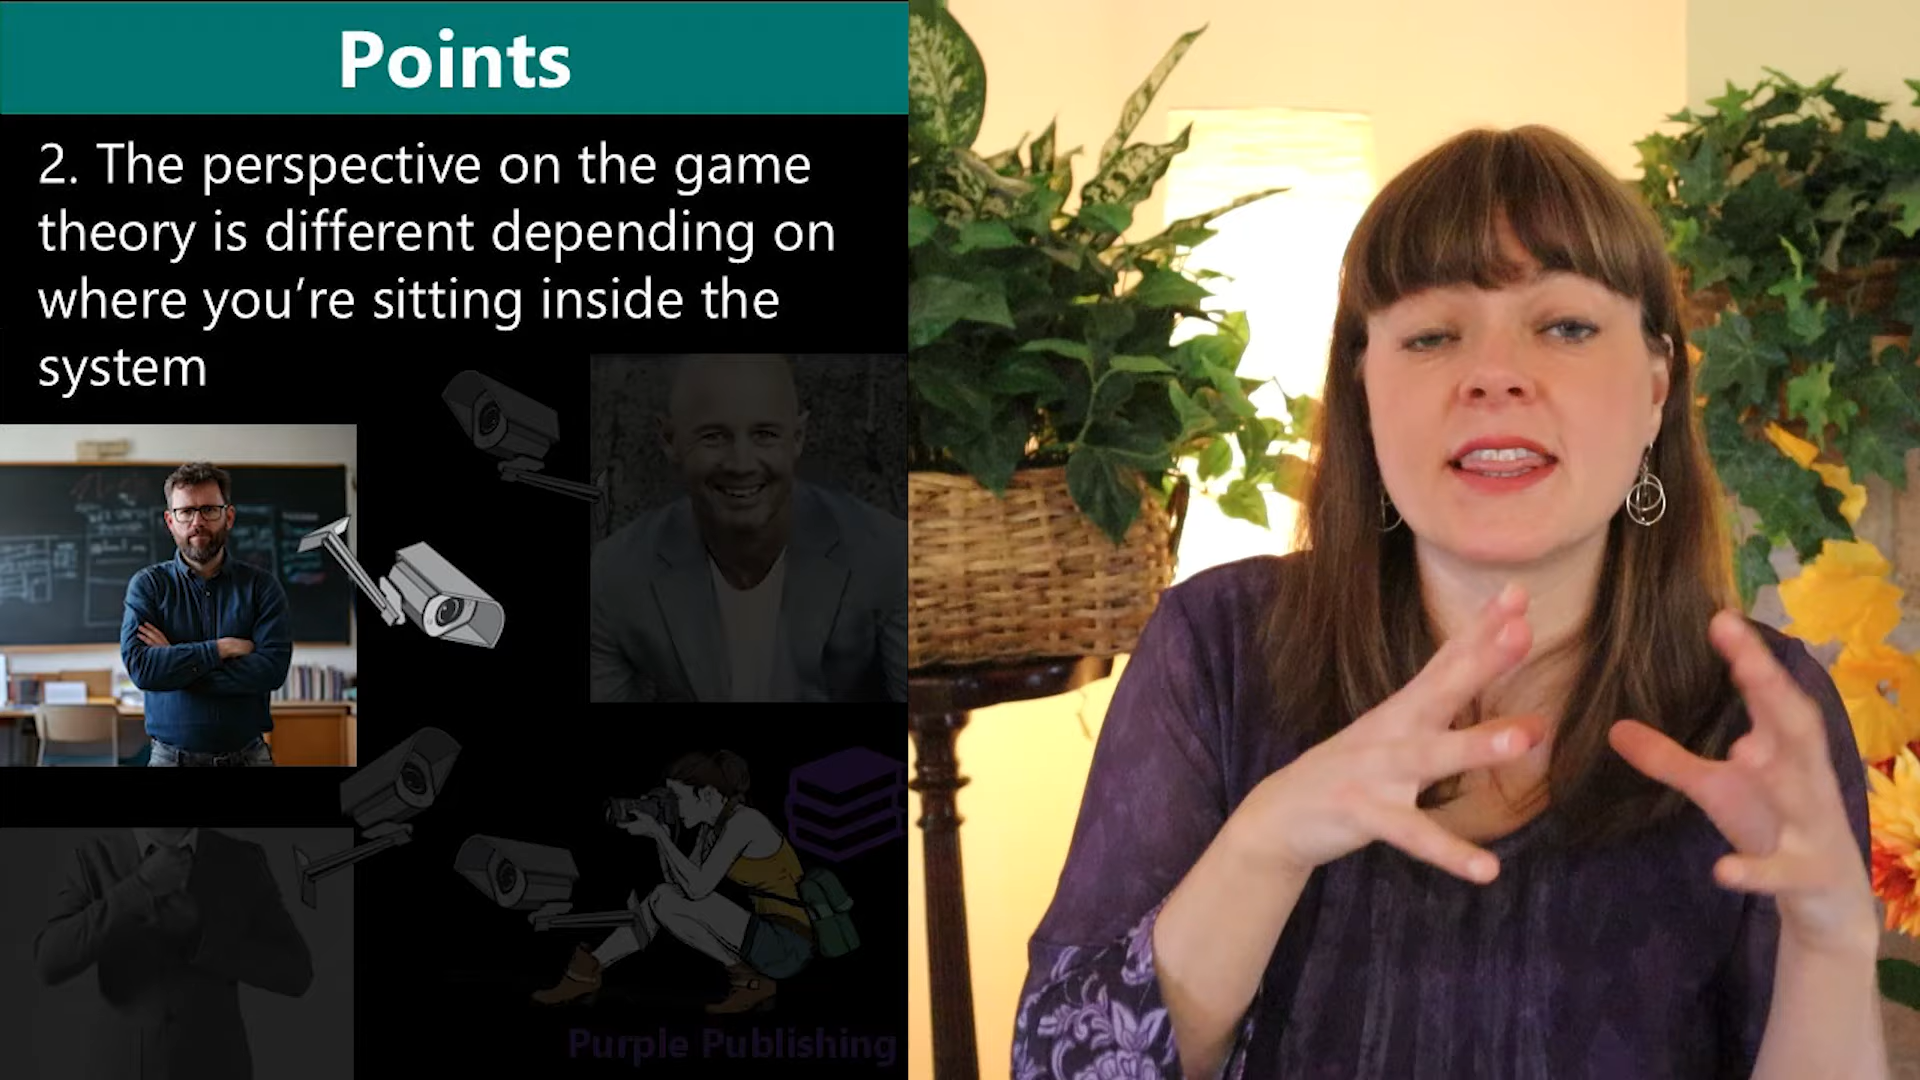 Points
2. The perspective on the game
theory is different depending on
where you're sitting inside the
system
Purple Publishing